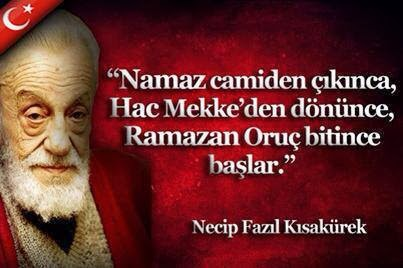 “Namaz camiden çıkınca,
Hac Mekke’den dönünce,
Ramazan Oruç bitince
başlar.”
Necip Fazıl Kısakürek